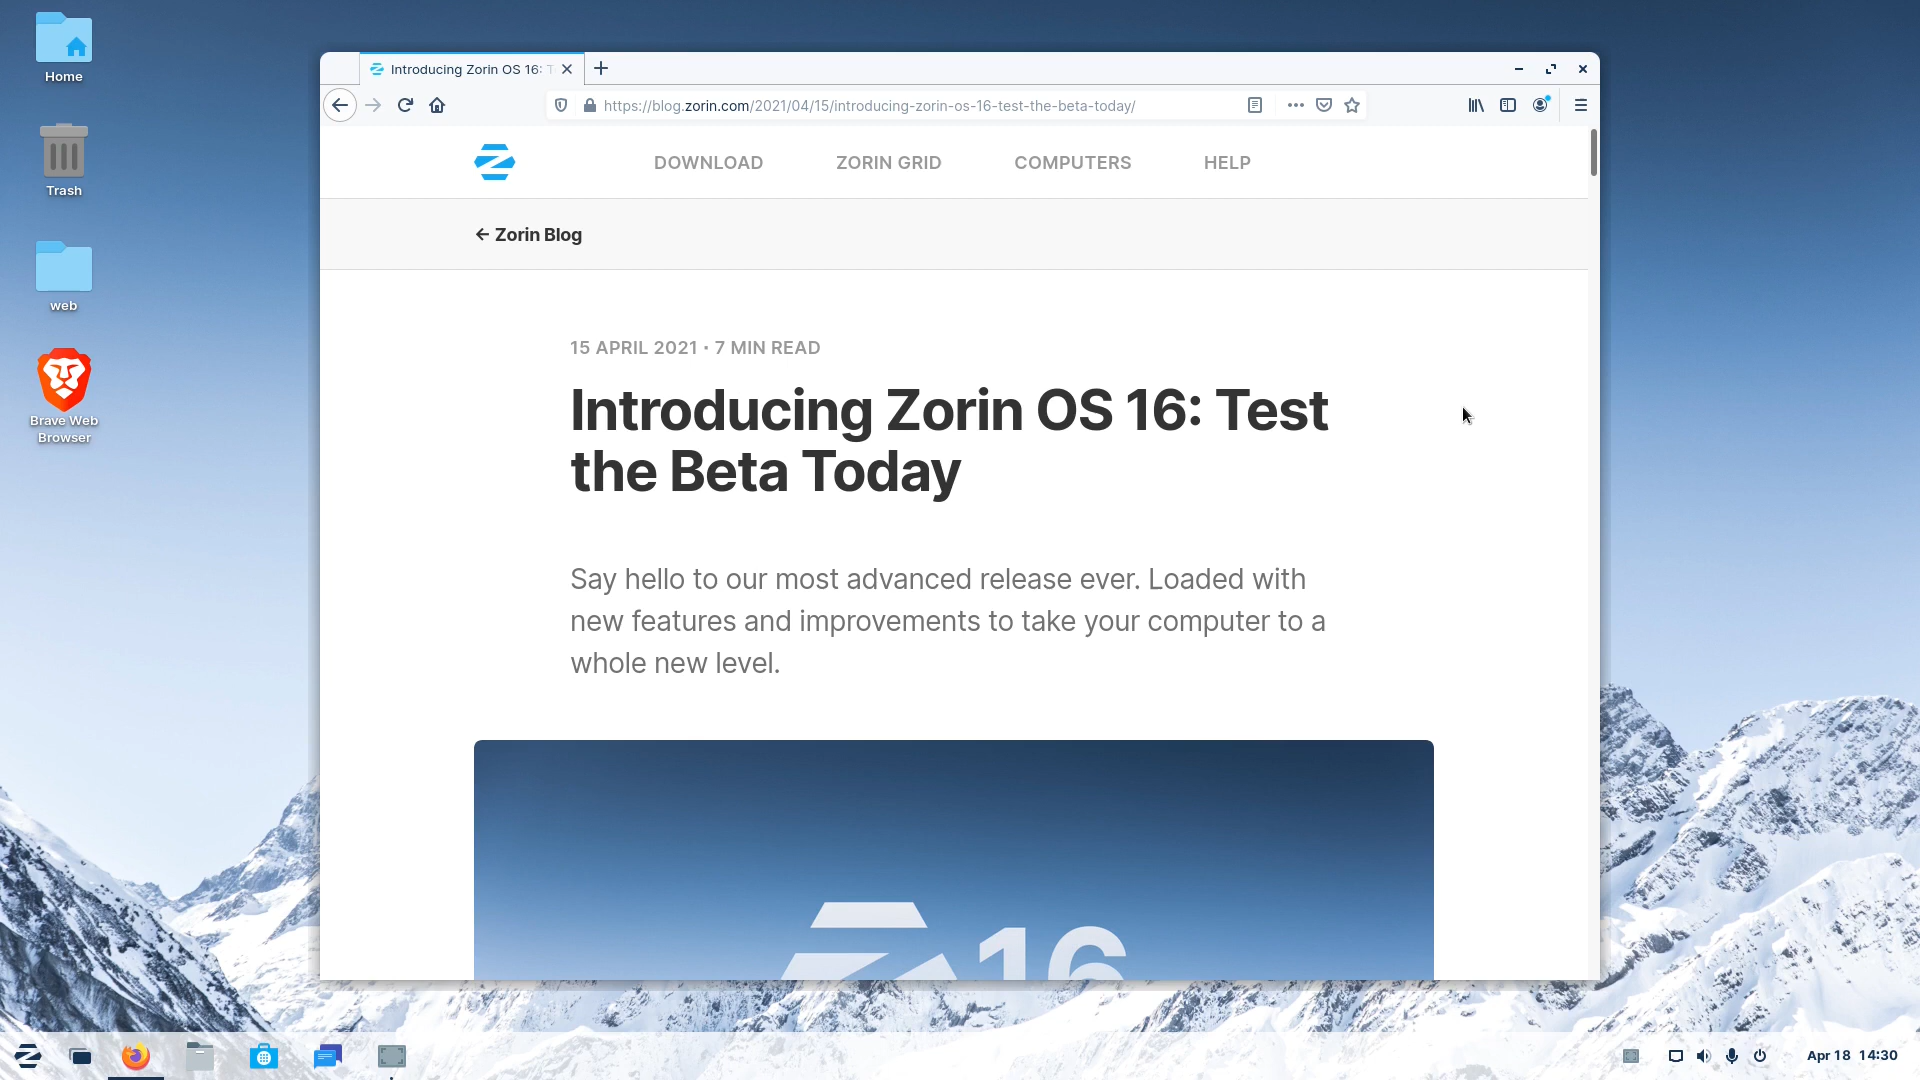 Home
Trash
web
Brave Web
Browser
Introducing Zorin OS 16: T
https://blog.zorin.com/2021/04/15/introducing-zorin-os-16-test-the-beta-today/
DOWNLOAD
ZORIN GRID
COMPUTERS
HELP
← Zorin Blog
15 APRIL 2021 • 7 MIN READ
Introducing Zorin OS 16: Test
the Beta Today
Say hello to our most advanced release ever. Loaded with
new features and improvements to take your computer to a
whole new level.
16
Apr 18 14:30